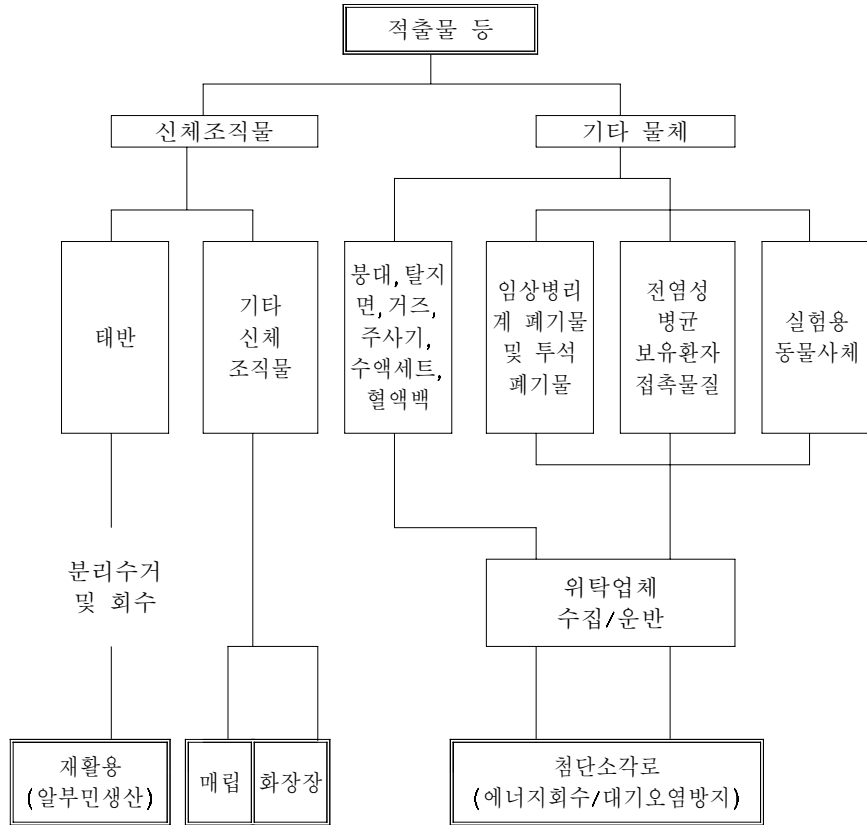 적출물 등
신체조직물
기타 물체
태반
기타
신체
조직물
붕대,탈지
면,거즈,
주사기,
수액세트,
혈액백
임상병리
계 폐기물
및 투석
폐기물
전염성
병균
보유환자
접촉물질
실험용
동물사체
분리수거
및 회수
위탁업체
수집/운반
재활용
(알부민생산)
매립
화장장
첨단소각로
(에너지회수/대기오염방지)